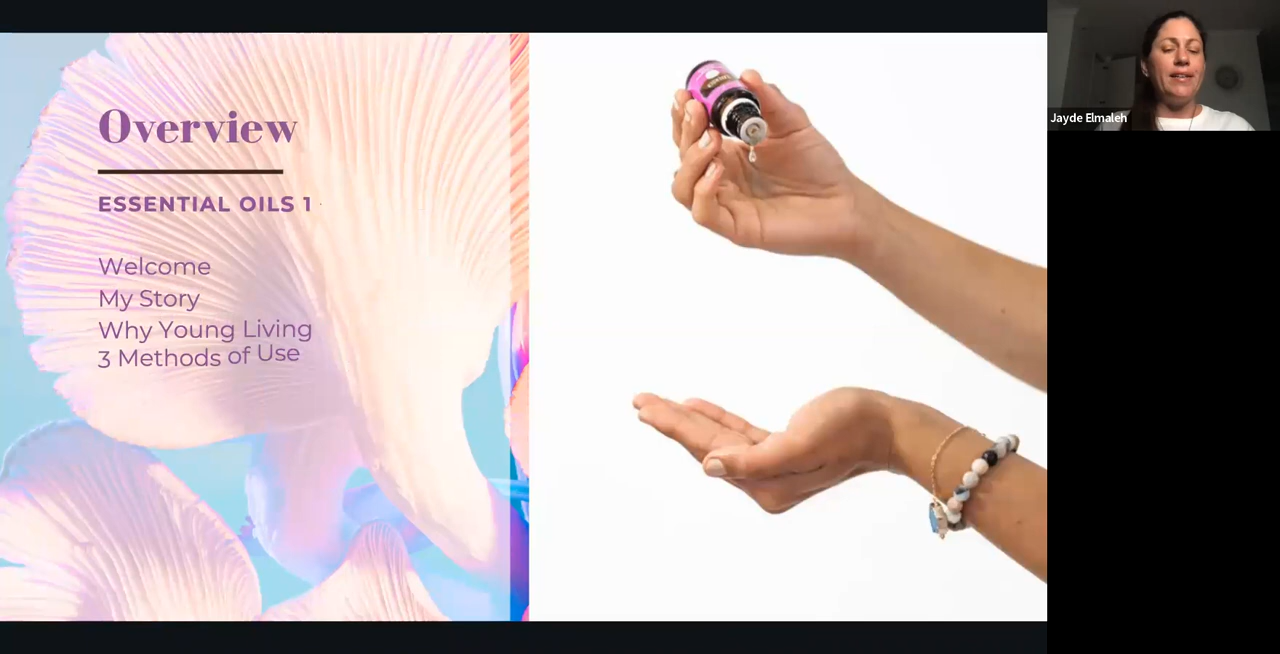 Overview
ESSENTIAL OILS 1
Welcome
My Story
Why Young Living
3 Methods of Use
Jayde Elmaleh